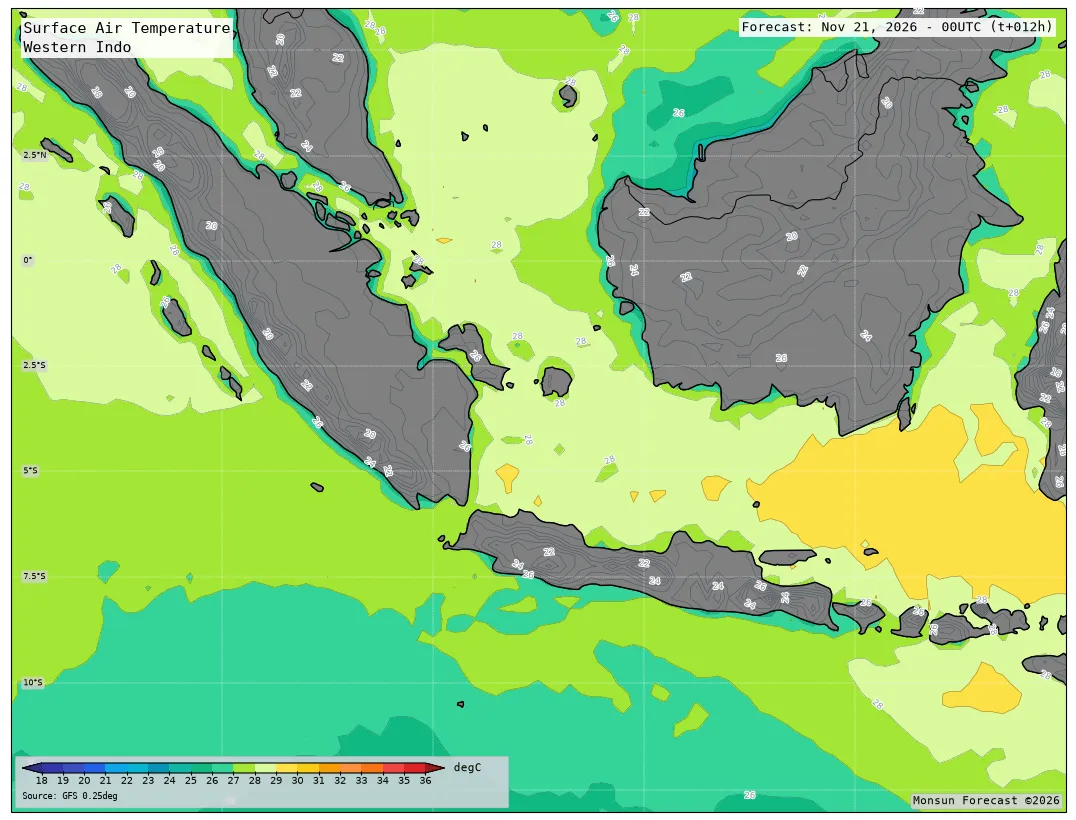 Surface Air Temperature
Western Indo
Forecast: Nov 21, 2026 - 00UTC (t+012h)
2.5°N
0°
2.5°S
5°S
7.5°S
10°S
18 19 20 21 22 23 24 25 26 27 28 29 30 31 32 33 34 35 36 degC
Source: GFS 0.25deg
Monsun Forecast ©2026